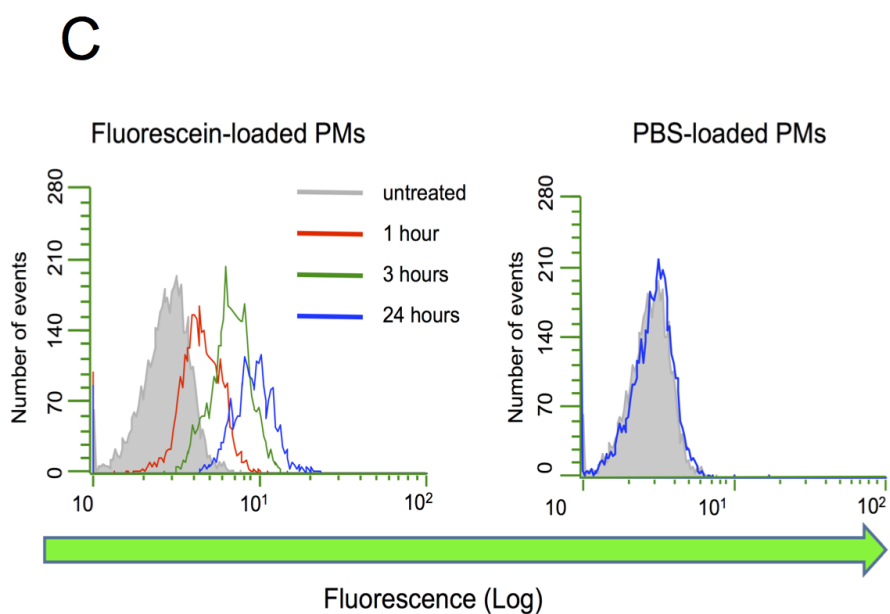 C
Fluorescein-loaded PMs
PBS-loaded PMs
untreated
1 hour
3 hours
24 hours
Number of events
0
70
140
210
280
10
10¹
10²
Number of events
0
70
140
210
280
10
10¹
10²
Fluorescence (Log)